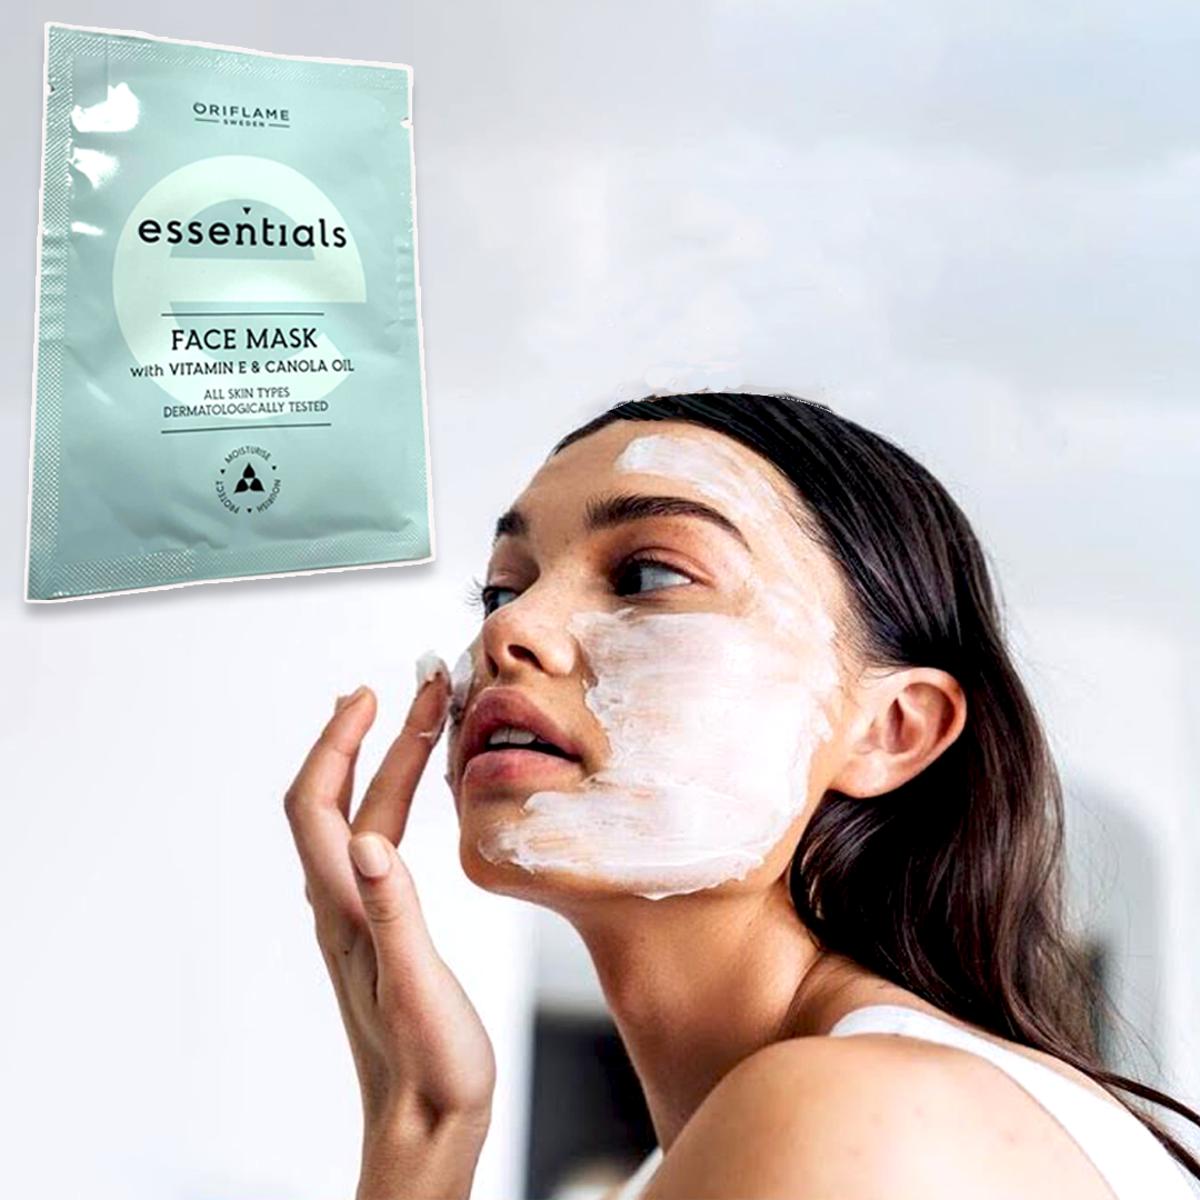 ORIFLAME
SWEDEN
essentials
FACE MASK
with VITAMIN E & CANOLA OIL
ALL SKIN TYPES
DERMATOLOGICALLY TESTED
MOISTURISE
NOURISH
PROTECT